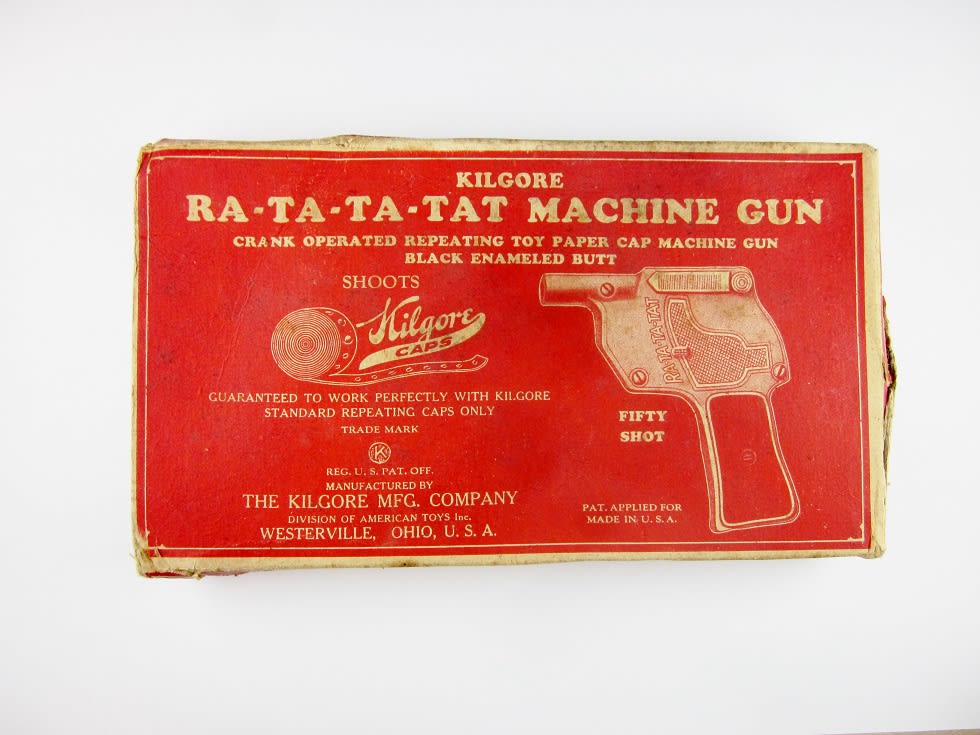 KILGORE
RA-TA-TA-TAT MACHINE GUN
CRANK OPERATED REPEATING TOY PAPER CAP MACHINE GUN
BLACK ENAMELED BUTT
SHOOTS
Kilgore
CAPS
GUARANTEED TO WORK PERFECTLY WITH KILGORE
STANDARD REPEATING CAPS ONLY
TRADE MARK
K
REG. U. S. PAT. OFF.
MANUFACTURED BY
THE KILGORE MFG. COMPANY
DIVISION OF AMERICAN TOYS Inc.
WESTERVILLE, OHIO, U. S. A.
RA-TA-TA-TAT
FIFTY
SHOT
PAT. APPLIED FOR
MADE IN U. S. A.